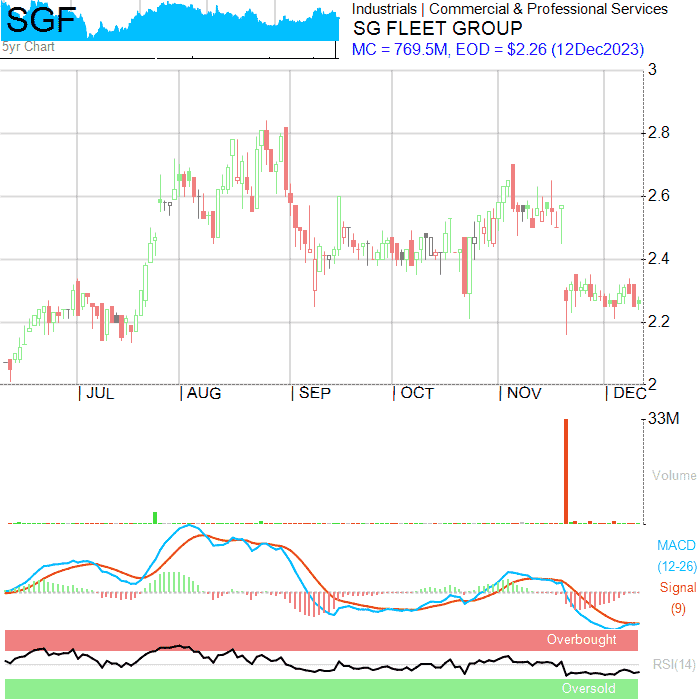 SGF
5yr Chart
Industrials | Commercial & Professional Services
SG FLEET GROUP
MC = 769.5M, EOD = $2.26 (12Dec2023)
3
2.8
2.6
2.4
2.2
2
JUL
AUG
SEP
OCT
NOV
DEC
33M
Volume
MACD
(12-26)
Signal
(9)
Overbought
RSI(14)
Oversold